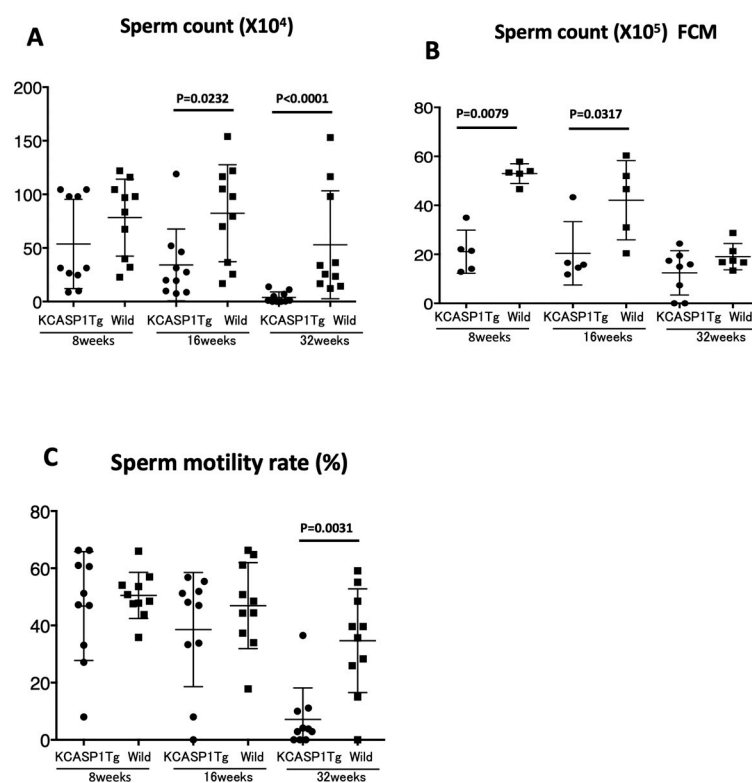 A
Sperm count (X10⁴)
200
150
100
50
0
P=0.0232
P<0.0001
KCASP1Tg Wild KCASP1Tg Wild KCASP1Tg Wild
8weeks 16weeks 32weeks
B
Sperm count (X10⁵) FCM
80
60
40
20
0
P=0.0079
P=0.0317
KCASP1Tg Wild KCASP1Tg Wild KCASP1Tg Wild
8weeks 16weeks 32weeks
C
Sperm motility rate (%)
80
60
40
20
0
P=0.0031
KCASP1Tg Wild KCASP1Tg Wild KCASP1Tg Wild
8weeks 16weeks 32weeks